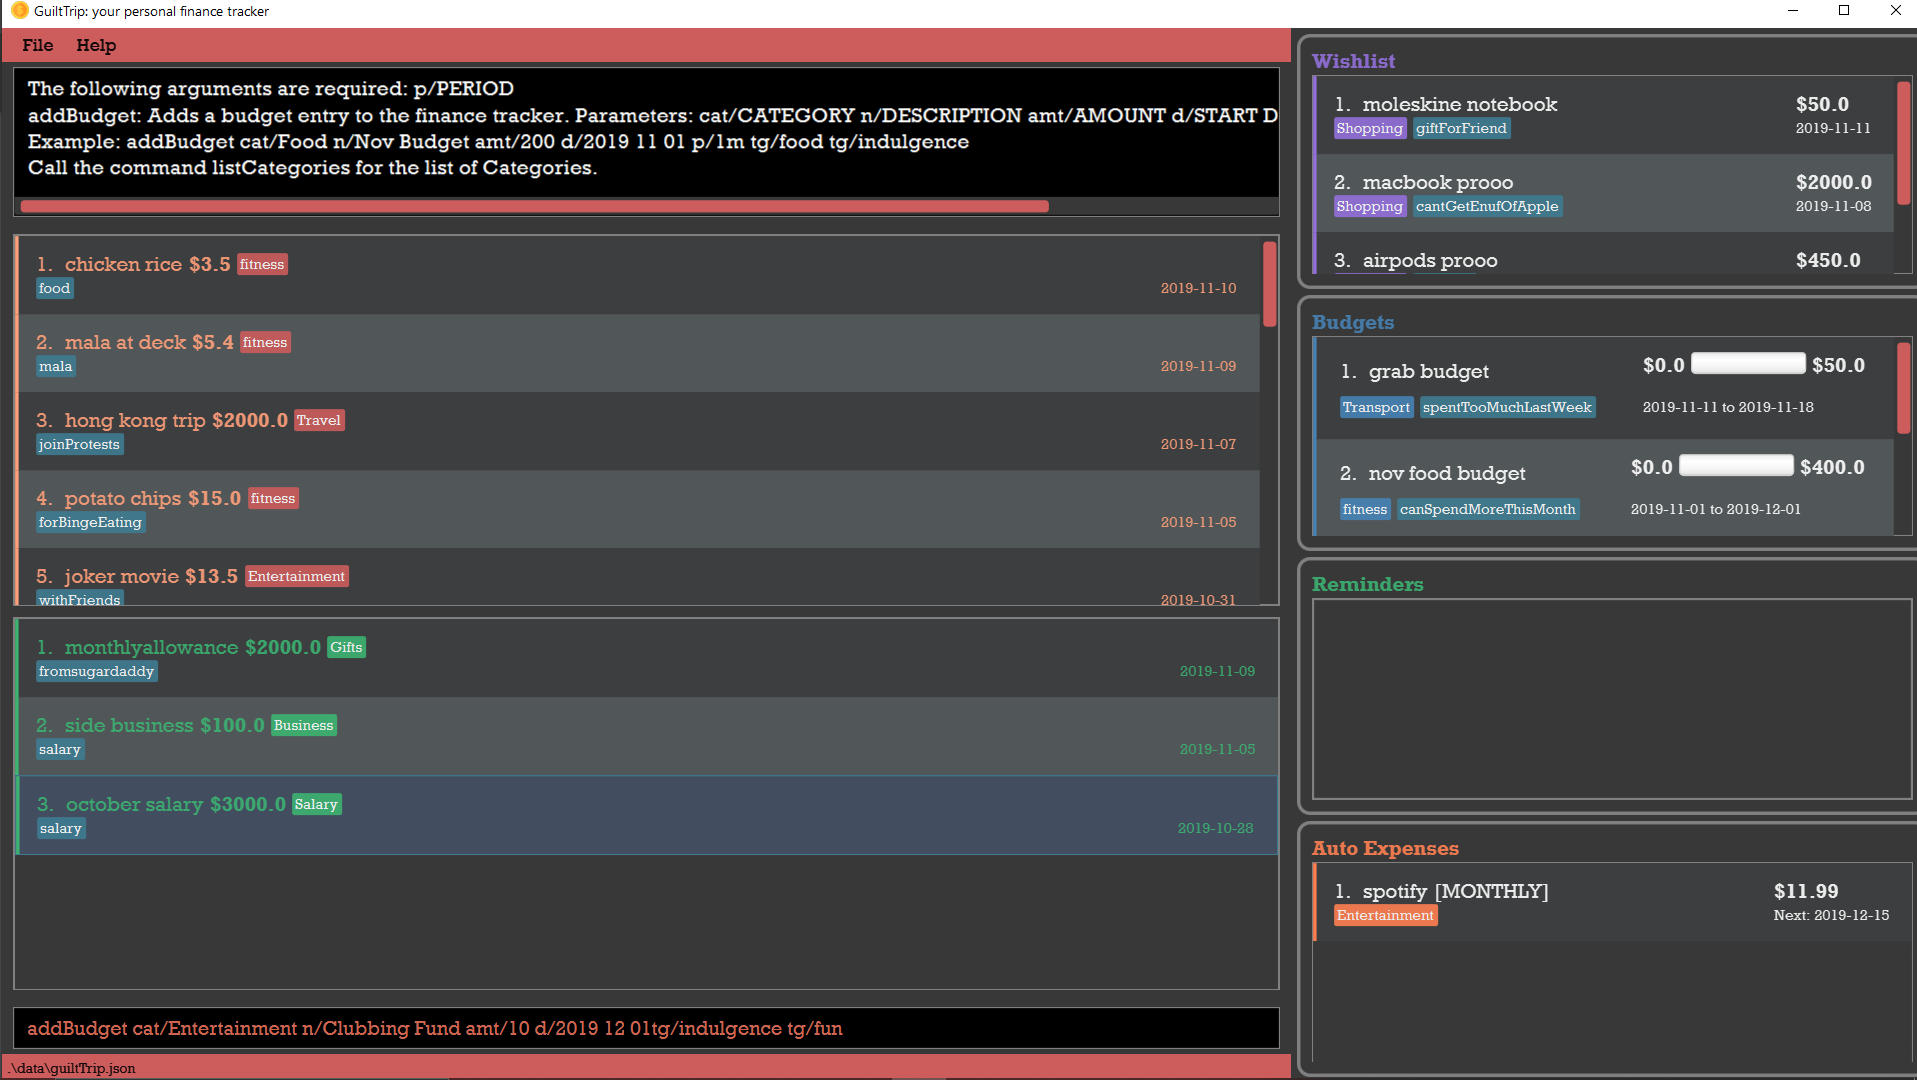 GuiltTrip: your personal finance tracker
File Help
The following arguments are required: p/PERIOD
addBudget: Adds a budget entry to the finance tracker. Parameters: cat/CATEGORY n/DESCRIPTION amt/AMOUNT d/START D
Example: addBudget cat/Food n/Nov Budget amt/200 d/2019 11 01 p/1m tg/food tg/indulgence
Call the command listCategories for the list of Categories.
1. chicken rice $3.5 fitness
food 2019-11-10
2. mala at deck $5.4 fitness
mala 2019-11-09
3. hong kong trip $2000.0 Travel
joinProtests 2019-11-07
4. potato chips $15.0 fitness
forBingeEating 2019-11-05
5. joker movie $13.5 Entertainment
withFriends 2019-10-31
1. monthlyallowance $2000.0 Gifts
fromsugardaddy 2019-11-09
2. side business $100.0 Business
salary 2019-11-05
3. october salary $3000.0 Salary
salary 2019-10-28
addBudget cat/Entertainment n/Clubbing Fund amt/10 d/2019 12 01tg/indulgence tg/fun
.\data\guiltTrip.json
Wishlist
1. moleskine notebook $50.0
Shopping giftForFriend 2019-11-11
2. macbook prooo $2000.0
Shopping cantGetEnufOfApple 2019-11-08
3. airpods prooo $450.0
Budgets
1. grab budget $0.0 $50.0
Transport spentTooMuchLastWeek 2019-11-11 to 2019-11-18
2. nov food budget $0.0 $400.0
fitness canSpendMoreThisMonth 2019-11-01 to 2019-12-01
Reminders
Auto Expenses
1. spotify [MONTHLY] $11.99
Entertainment Next: 2019-12-15